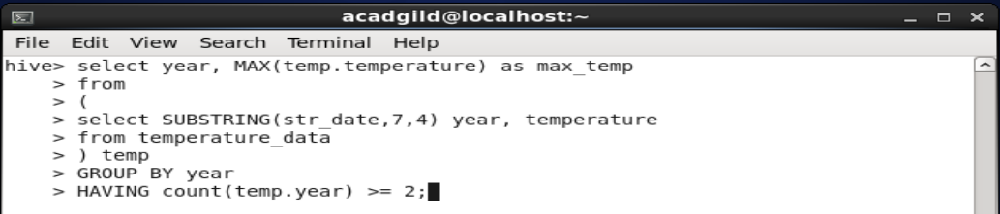 acadgild@localhost:~
File Edit View Search Terminal Help
hive> select year, MAX(temp.temperature) as max_temp
> from
> (
> select SUBSTRING(str_date,7,4) year, temperature
> from temperature_data
> ) temp
> GROUP BY year
> HAVING count(temp.year) >= 2;